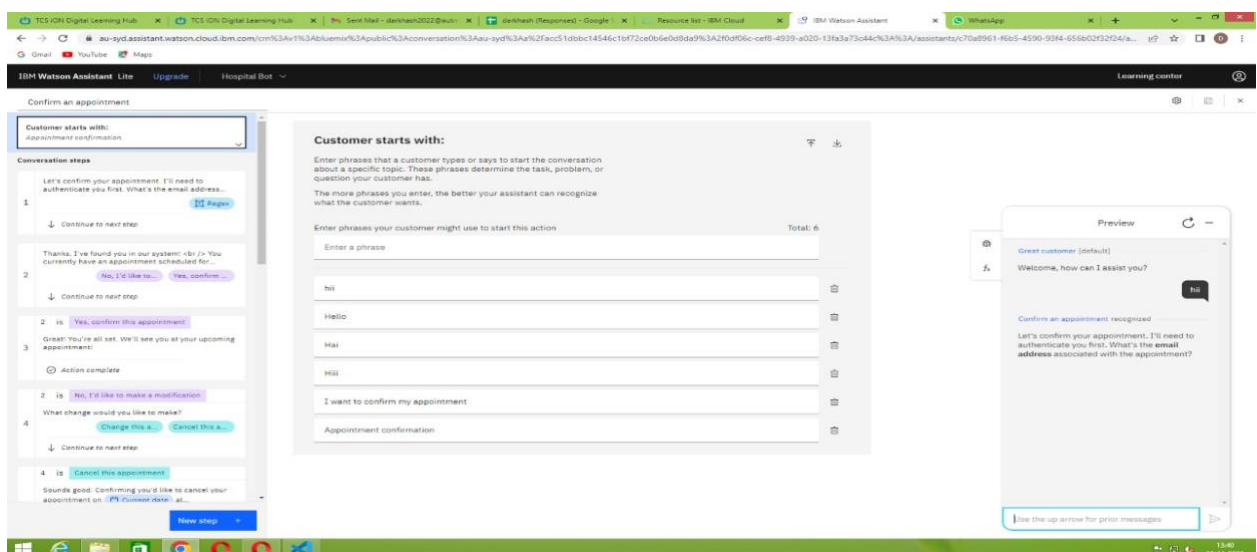 TCS iON Digital Learning Hub
TCS iON Digital Learning Hub
Sent Mail - darkhash2022@
darkhash (Responses) - Google
Resource list - IBM Cloud
IBM Watson Assistant
WhatsApp
Gmail YouTube Maps
IBM Watson Assistant Lite Upgrade Hospital Bot
Learning center
Confirm an appointment
Customer starts with:
Appointment confirmation
Conversation steps
1
Let's confirm your appointment. I'll need to
authenticate you first. What's the email address...
Regex
Continue to next step
2
Thanks, I've found you in our system! <br /> You
currently have an appointment scheduled for...
No, I'd like to... Yes, confirm ...
Continue to next step
2 is Yes, confirm this appointment
3
Great! You're all set. We'll see you at your upcoming
appointment!
Action complete
2 is No, I'd like to make a modification
4
What change would you like to make?
Change this a... Cancel this a...
Continue to next step
4 is Cancel this appointment
Sounds good. Confirming you'd like to cancel your
appointment on Current date at...
New step +
Customer starts with:
Enter phrases that a customer types or says to start the conversation
about a specific topic. These phrases determine the task, problem, or
question your customer has.
The more phrases you enter, the better your assistant can recognize
what the customer wants.
Enter phrases your customer might use to start this action Total: 6
Enter a phrase
hii
Hello
Hai
Hiii
I want to confirm my appointment
Appointment confirmation
Preview
Greet customer [default]
Welcome, how can I assist you?
hii
Confirm an appointment recognized
Let's confirm your appointment. I'll need to
authenticate you first. What's the email
address associated with the appointment?
Use the up arrow for prior messages
13:40